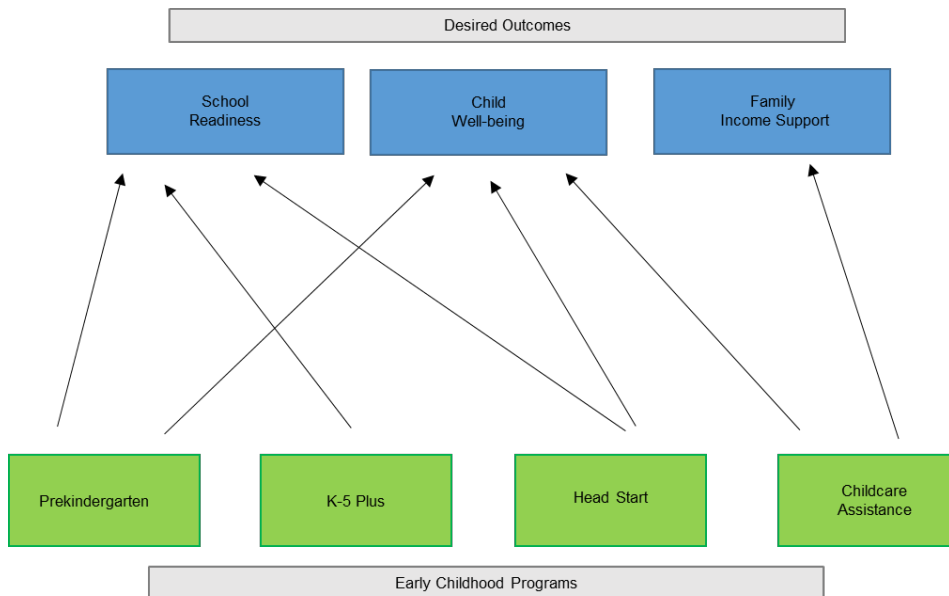 Desired Outcomes
School
Readiness
Child
Well-being
Family
Income Support
Prekindergarten
K-5 Plus
Head Start
Childcare
Assistance
Early Childhood Programs